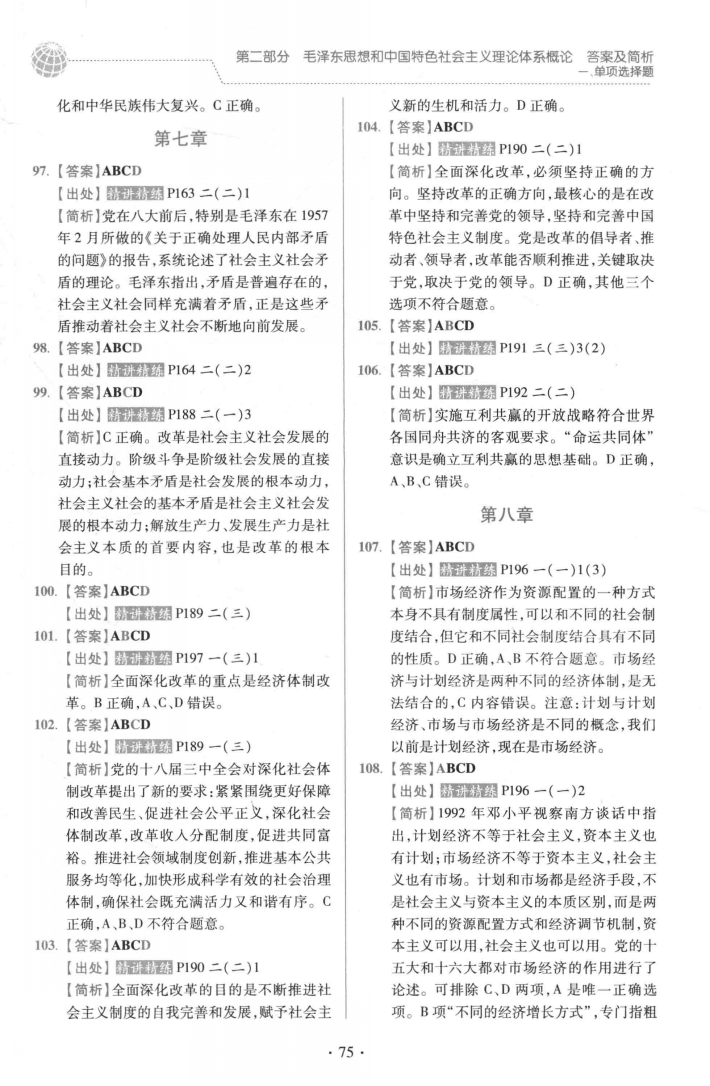 第二部分 毛泽东思想和中国特色社会主义理论体系概论 答案及简析
一、单项选择题
化和中华民族伟大复兴。C正确。
第七章
97.【答案】ABCD
【出处】精讲精练 P163 二(二)1
【简析】党在八大前后,特别是毛泽东在1957
年2月所做的《关于正确处理人民内部矛盾
的问题》的报告,系统论述了社会主义社会矛
盾的理论。毛泽东指出,矛盾是普遍存在的,
社会主义社会同样充满着矛盾,正是这些矛
盾推动着社会主义社会不断地向前发展。
98.【答案】ABCD
【出处】精讲精练 P164 二(二)2
99.【答案】ABCD
【出处】精讲精练 P188 二(一)3
【简析】C正确。改革是社会主义社会发展的
直接动力。阶级斗争是阶级社会发展的直接
动力;社会基本矛盾是社会发展的根本动力,
社会主义社会的基本矛盾是社会主义社会发
展的根本动力;解放生产力、发展生产力是社
会主义本质的首要内容,也是改革的根本
目的。
100.【答案】ABCD
【出处】精讲精练 P189 二(三)
101.【答案】ABCD
【出处】精讲精练 P197 一(三)1
【简析】全面深化改革的重点是经济体制改
革。B正确,A、C、D错误。
102.【答案】ABCD
【出处】精讲精练 P189 一(三)
【简析】党的十八届三中全会对深化社会体
制改革提出了新的要求:紧紧围绕更好保障
和改善民生、促进社会公平正义,深化社会
体制改革,改革收入分配制度,促进共同富
裕。推进社会领域制度创新,推进基本公共
服务均等化,加快形成科学有效的社会治理
体制,确保社会既充满活力又和谐有序。C
正确,A、B、D不符合题意。
103.【答案】ABCD
【出处】精讲精练 P190 二(二)1
【简析】全面深化改革的目的是不断推进社
会主义制度的自我完善和发展,赋予社会主
义新的生机和活力。D正确。
104.【答案】ABCD
【出处】精讲精练 P190 二(二)1
【简析】全面深化改革,必须坚持正确的方
向。坚持改革的正确方向,最核心的是在改
革中坚持和完善党的领导,坚持和完善中国
特色社会主义制度。党是改革的倡导者、推
动者、领导者,改革能否顺利推进,关键取决
于党,取决于党的领导。D正确,其他三个
选项不符合题意。
105.【答案】ABCD
【出处】精讲精练 P191 三(三)3(2)
106.【答案】ABCD
【出处】精讲精练 P192 二(二)
【简析】实施互利共赢的开放战略符合世界
各国同舟共济的客观要求。“命运共同体”
意识是确立互利共赢的思想基础。D正确,
A、B、C错误。
第八章
107.【答案】ABCD
【出处】精讲精练 P196 一(一)1(3)
【简析】市场经济作为资源配置的一种方式
本身不具有制度属性,可以和不同的社会制
度结合,但它和不同社会制度结合具有不同
的性质。D正确,A、B不符合题意。市场经
济与计划经济是两种不同的经济体制,是无
法结合的,C内容错误。注意:计划与计划
经济、市场与市场经济是不同的概念,我们
以前是计划经济,现在是市场经济。
108.【答案】ABCD
【出处】精讲精练 P196 一(一)2
【简析】1992年邓小平视察南方谈话中指
出,计划经济不等于社会主义,资本主义也
有计划;市场经济不等于资本主义,社会主
义也有市场。计划和市场都是经济手段,不
是社会主义与资本主义的本质区别,而是两
种不同的资源配置方式和经济调节机制,资
本主义可以用,社会主义也可以用。党的十
五大和十六大都对市场经济的作用进行了
论述。可排除C、D两项,A是唯一正确选
项。B项“不同的经济增长方式”,专门指粗
· 75 ·